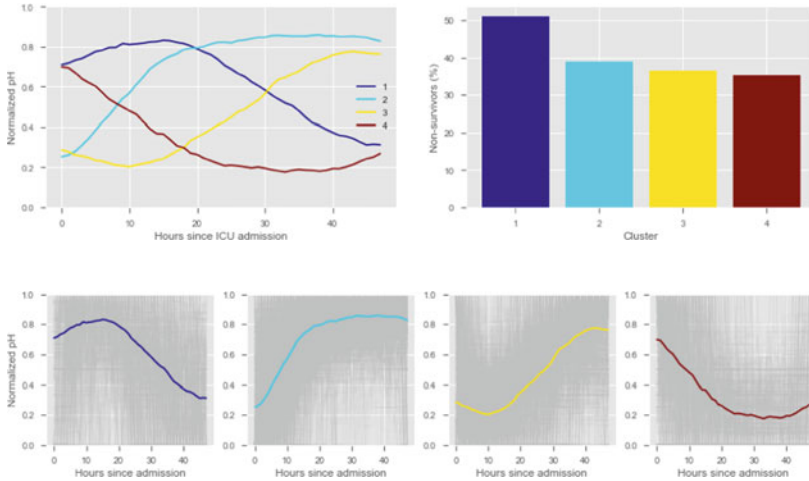 1.0
0.8
0.6
0.4
0.2
0.0
Normalized pH
1
2
3
4
0 10 20 30 40
Hours since ICU admission
50
40
30
20
10
0
Non-survivors (%)
1 2 3 4
Cluster
1.0
0.8
0.6
0.4
0.2
0.0
Normalized pH
0 10 20 30 40
Hours since admission
1.0
0.8
0.6
0.4
0.2
0.0
0 10 20 30 40
Hours since admission
1.0
0.8
0.6
0.4
0.2
0.0
0 10 20 30 40
Hours since admission
1.0
0.8
0.6
0.4
0.2
0.0
0 10 20 30 40
Hours since admission